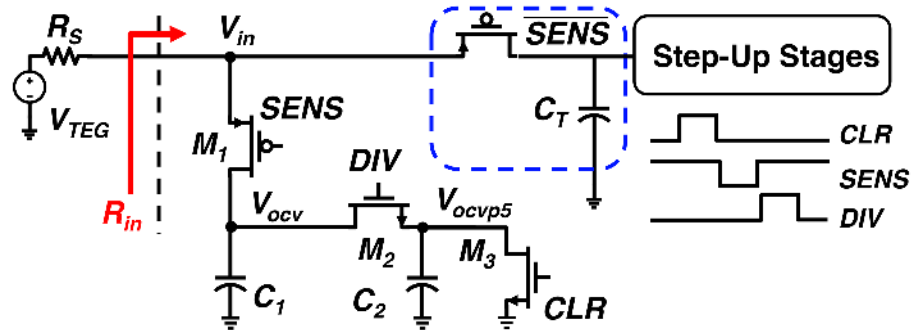 R_S
V_in
SENS
Step-Up Stages
V_TEG
SENS
C_T
M_1
CLR
DIV
SENS
R_in
V_ocv
V_ocvp5
DIV
M_2
M_3
C_1
C_2
CLR